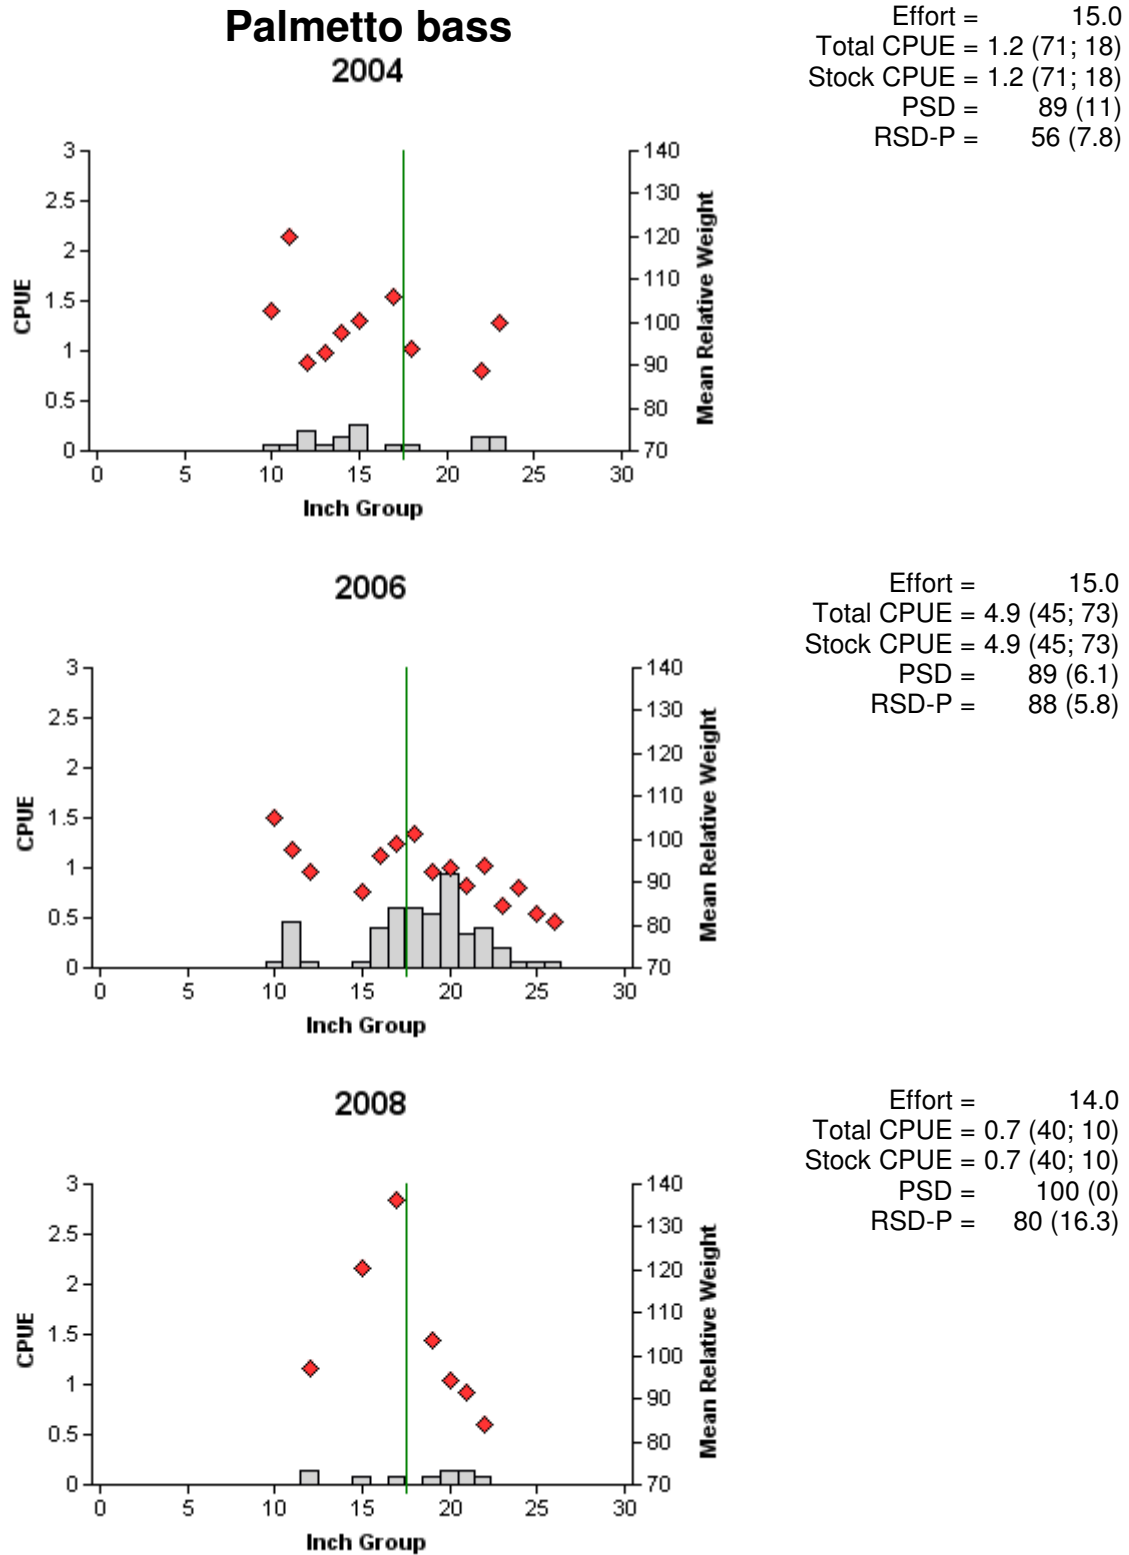 Palmetto bass
2004
Effort = 15.0
Total CPUE = 1.2 (71; 18)
Stock CPUE = 1.2 (71; 18)
PSD = 89 (11)
RSD-P = 56 (7.8)
3
2.5
2
1.5
1
0.5
0
CPUE
140
130
120
110
100
90
80
70
Mean Relative Weight
0 5 10 15 20 25 30
Inch Group
2006
Effort = 15.0
Total CPUE = 4.9 (45; 73)
Stock CPUE = 4.9 (45; 73)
PSD = 89 (6.1)
RSD-P = 88 (5.8)
3
2.5
2
1.5
1
0.5
0
CPUE
140
130
120
110
100
90
80
70
Mean Relative Weight
0 5 10 15 20 25 30
Inch Group
2008
Effort = 14.0
Total CPUE = 0.7 (40; 10)
Stock CPUE = 0.7 (40; 10)
PSD = 100 (0)
RSD-P = 80 (16.3)
3
2.5
2
1.5
1
0.5
0
CPUE
140
130
120
110
100
90
80
70
Mean Relative Weight
0 5 10 15 20 25 30
Inch Group